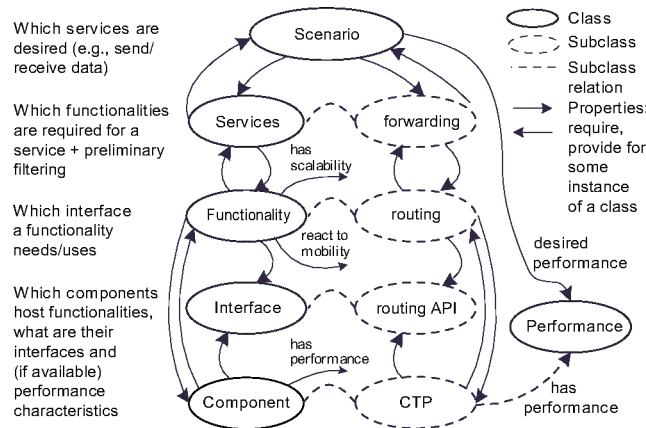 Which services are
desired (e.g., send/
receive data)
Scenario
Class
Subclass
Subclass
relation
Properties:
require,
provide for
some
instance
of a class
Which functionalities
are required for a
service + preliminary
filtering
Services
forwarding
has
scalability
Which interface
a functionality
needs/uses
Functionality
routing
react to
mobility
desired
performance
Which components
host functionalities,
what are their
interfaces and
(if available)
performance
characteristics
Interface
routing API
Performance
has
performance
Component
CTP
has
performance